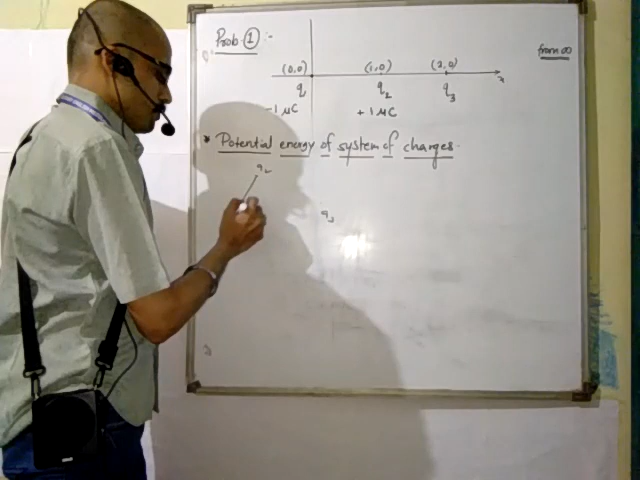 Prob. 1 :-
from ∞
(0,0) (1,0) (2,0)
x
q₁ q₂ q₃
-1 μC +1 μC
* Potential energy of system of charges.
q₂
q₃